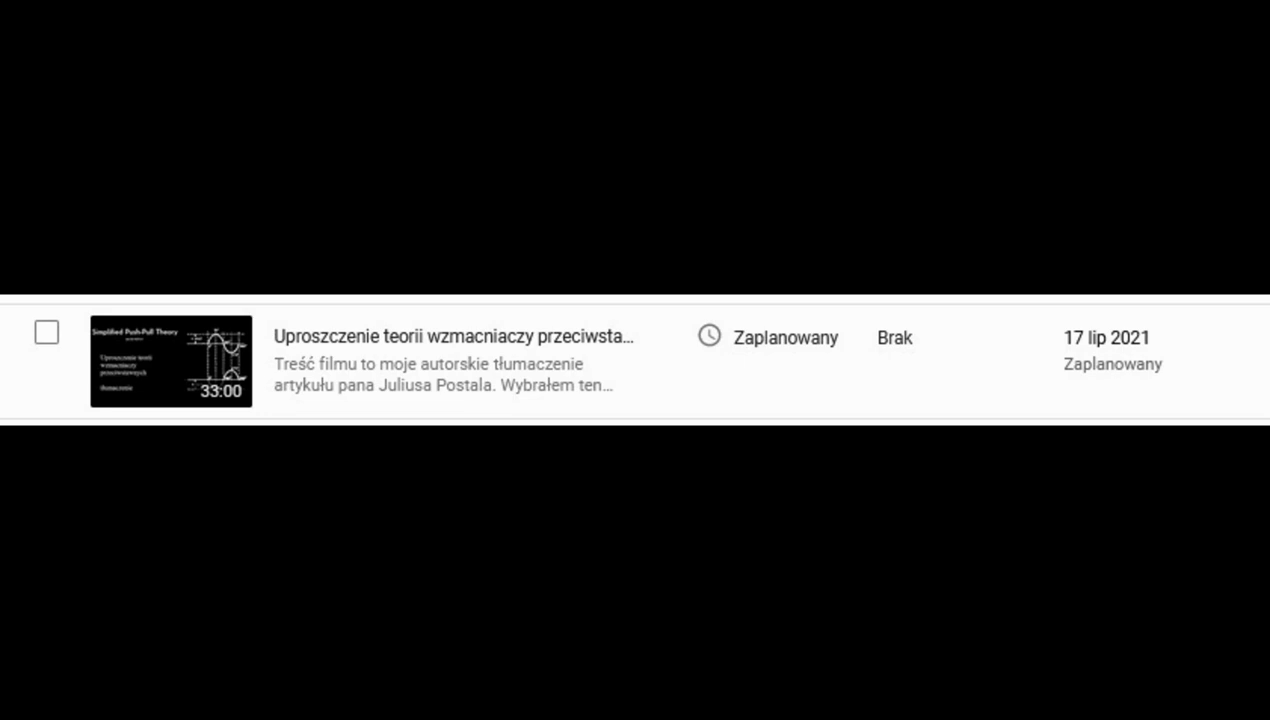 Simplified Push-Pull Theory
Uproszczenie teorii
wzmacniaczy
przeciwstawnych
tłumaczenie
33:00
Uproszczenie teorii wzmacniaczy przeciwsta...
Treść filmu to moje autorskie tłumaczenie
artykułu pana Juliusa Postala. Wybrałem ten...
Zaplanowany
Brak
17 lip 2021
Zaplanowany